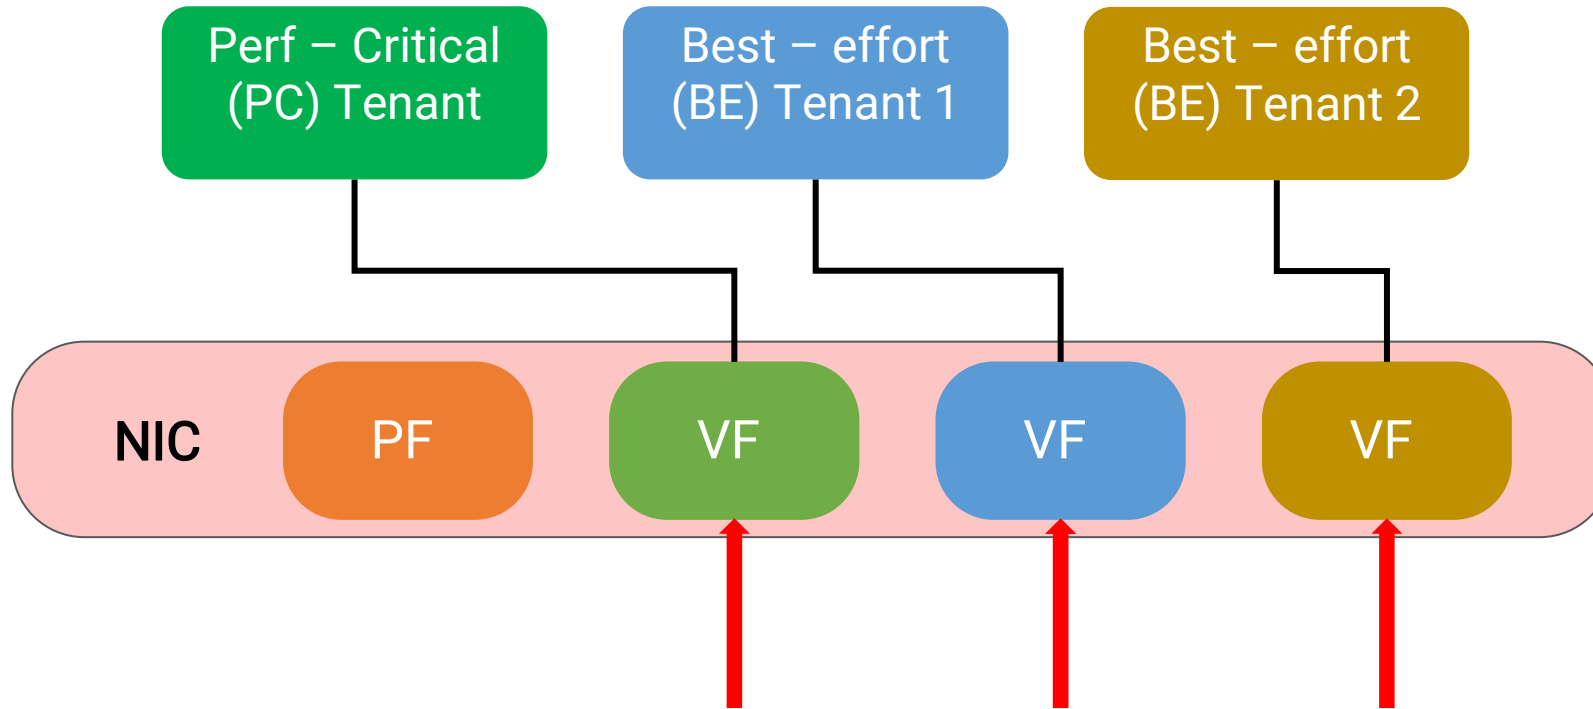 Perf – Critical
(PC) Tenant
Best – effort
(BE) Tenant 1
Best – effort
(BE) Tenant 2
NIC
PF
VF
VF
VF